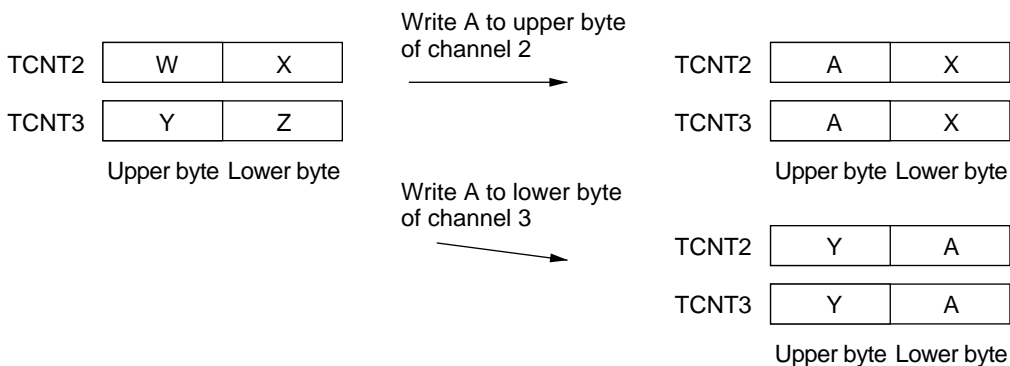 Write A to upper byte
of channel 2
TCNT2 W X
TCNT3 Y Z
Upper byte Lower byte
TCNT2 A X
TCNT3 A X
Upper byte Lower byte
Write A to lower byte
of channel 3
TCNT2 Y A
TCNT3 Y A
Upper byte Lower byte